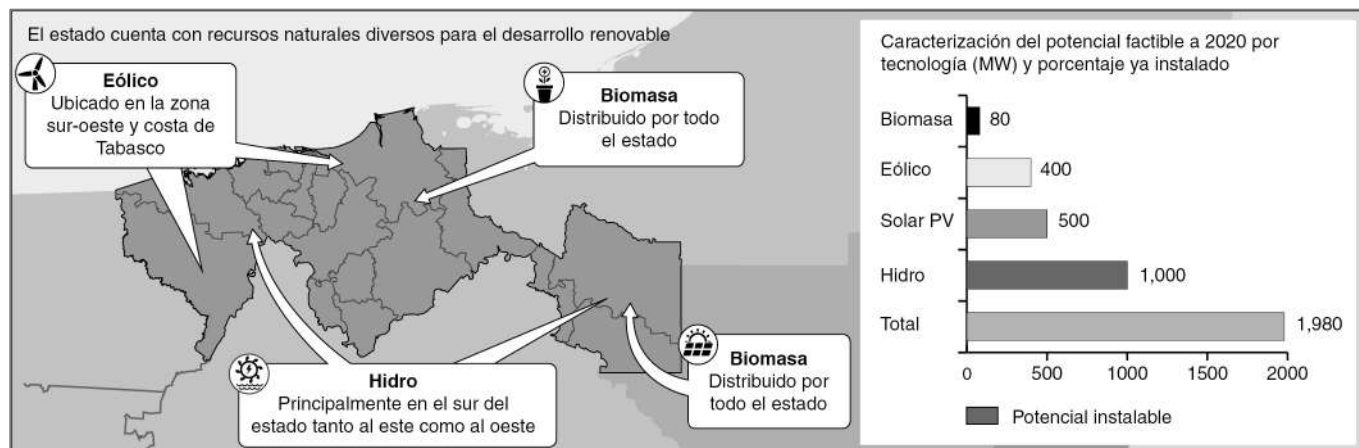 El estado cuenta con recursos naturales diversos para el desarrollo renovable
Eólico
Ubicado en la zona
sur-oeste y costa de
Tabasco
Biomasa
Distribuido por todo
el estado
Hidro
Principalmente en el sur del
estado tanto al este como al oeste
Biomasa
Distribuido por
todo el estado
Caracterización del potencial factible a 2020 por
tecnología (MW) y porcentaje ya instalado
Biomasa 80
Eólico 400
Solar PV 500
Hidro 1,000
Total 1,980
0 500 1000 1500 2000
Potencial instalable